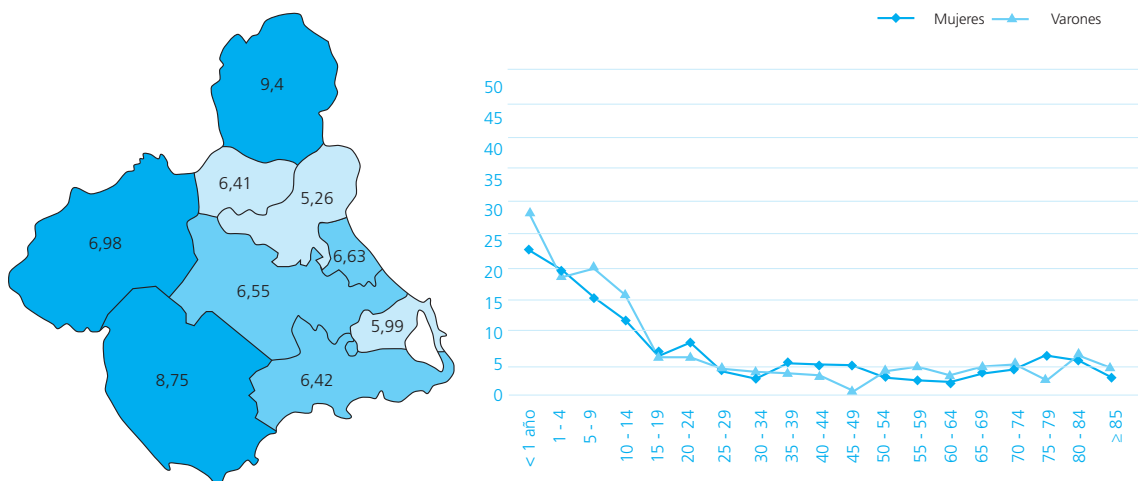 Mujeres
Varones
9,4
6,41
5,26
6,98
6,63
6,55
5,99
8,75
6,42
50
45
40
35
30
25
20
15
10
5
0
< 1 año
1 - 4
5 - 9
10 - 14
15 - 19
20 - 24
25 - 29
30 - 34
35 - 39
40 - 44
45 - 49
50 - 54
55 - 59
60 - 64
65 - 69
70 - 74
75 - 79
80 - 84
≥ 85